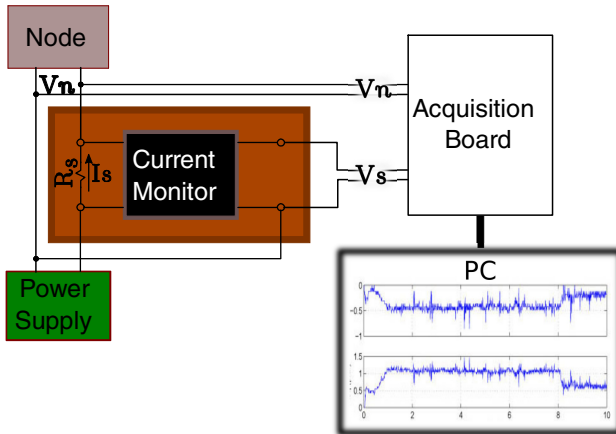 Node
Vn
Vn
Acquisition
Board
Rs
Is
Current
Monitor
Vs
Power
Supply
PC
0
-0.5
-1
1.5
1
0.5
0
0
2
4
6
8
10